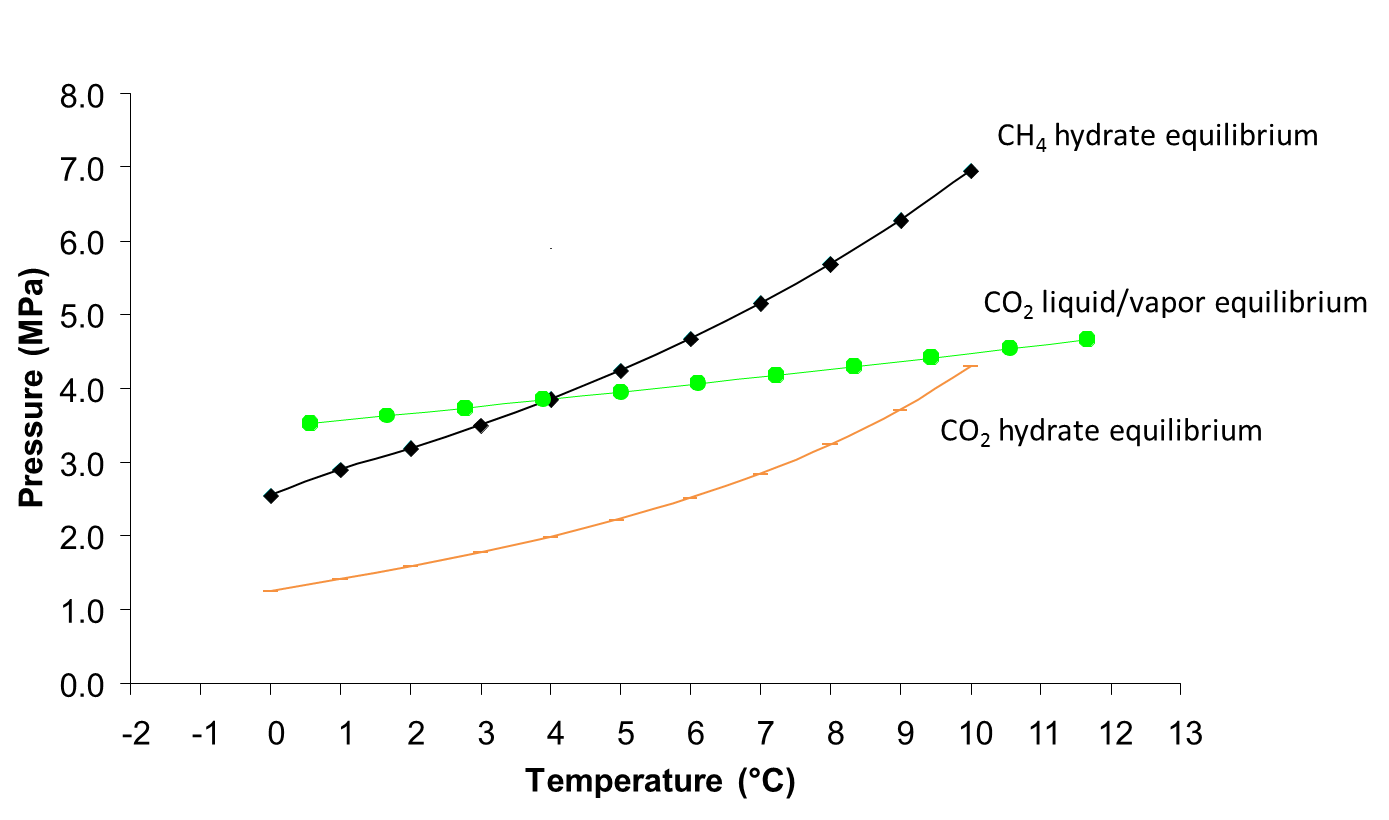 8.0
7.0
6.0
5.0
4.0
3.0
2.0
1.0
0.0
Pressure (MPa)
CH₄ hydrate equilibrium
CO₂ liquid/vapor equilibrium
CO₂ hydrate equilibrium
-2 -1 0 1 2 3 4 5 6 7 8 9 10 11 12 13
Temperature (°C)